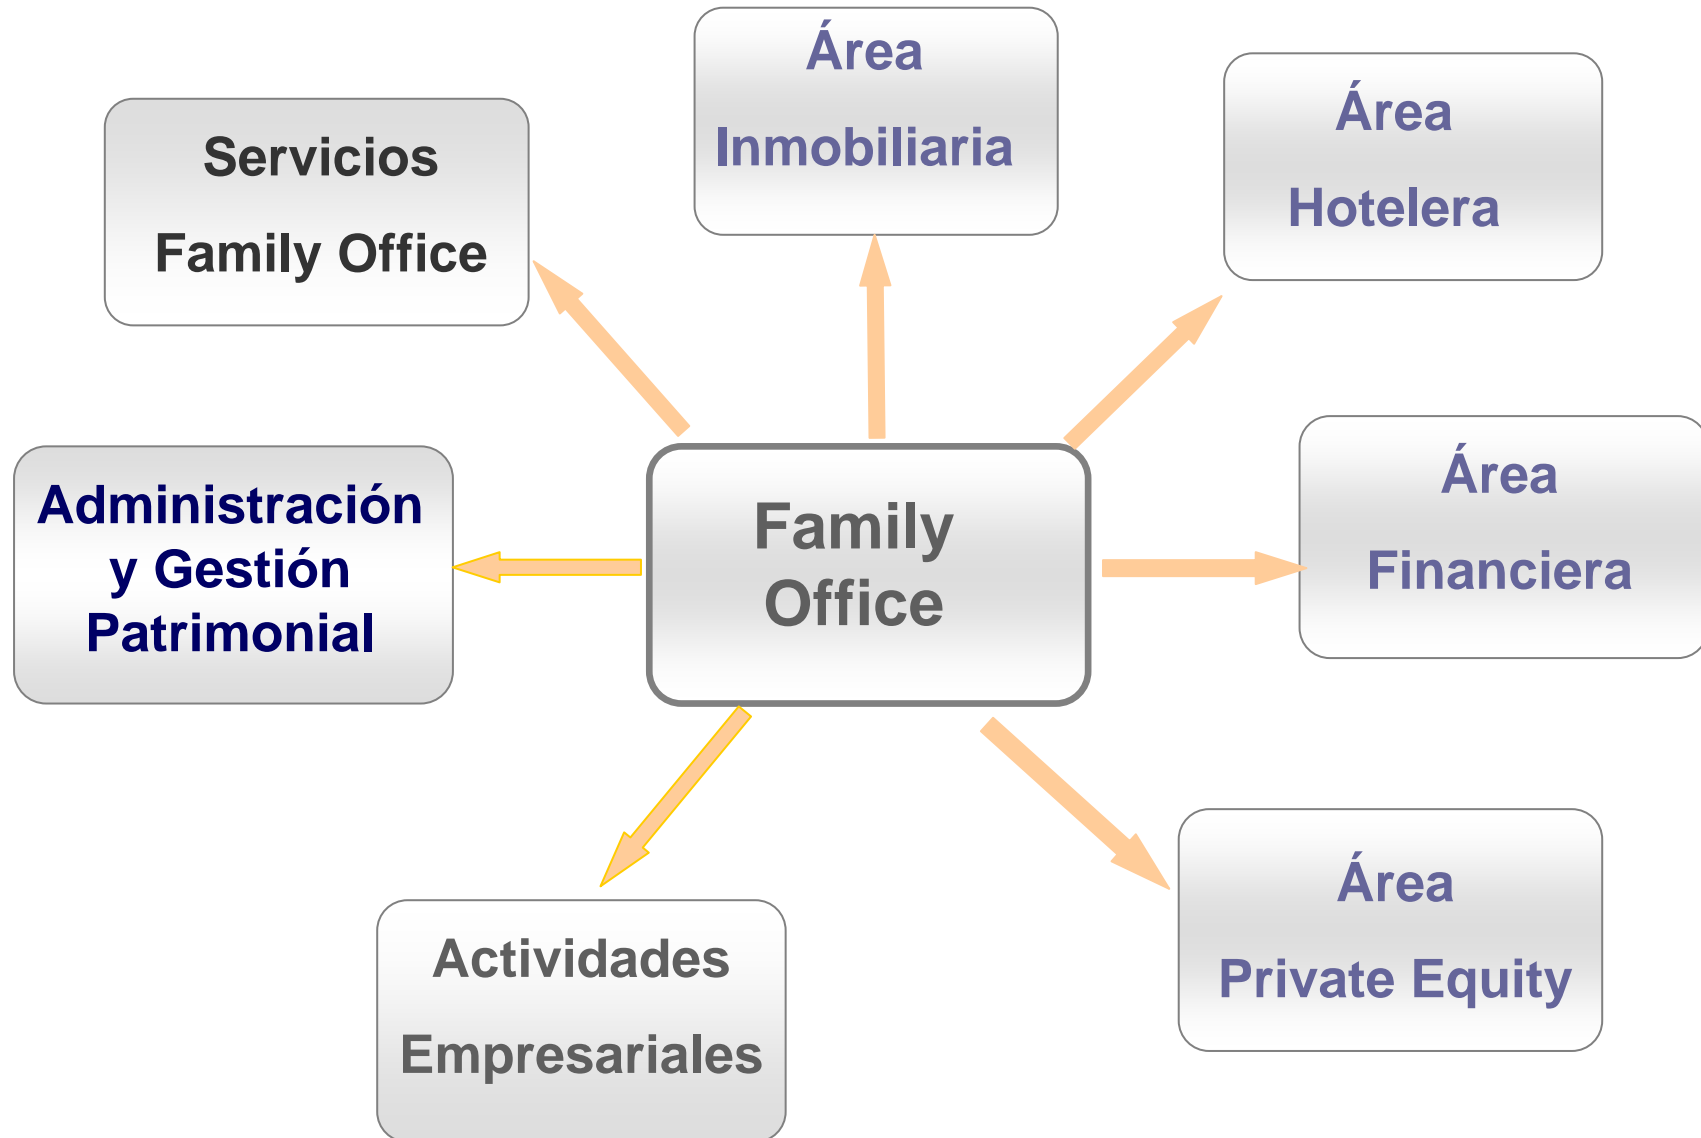 Área
Inmobiliaria
Área
Hotelera
Servicios
Family Office
Área
Financiera
Administración
y Gestión
Patrimonial
Family
Office
Área
Private Equity
Actividades
Empresariales